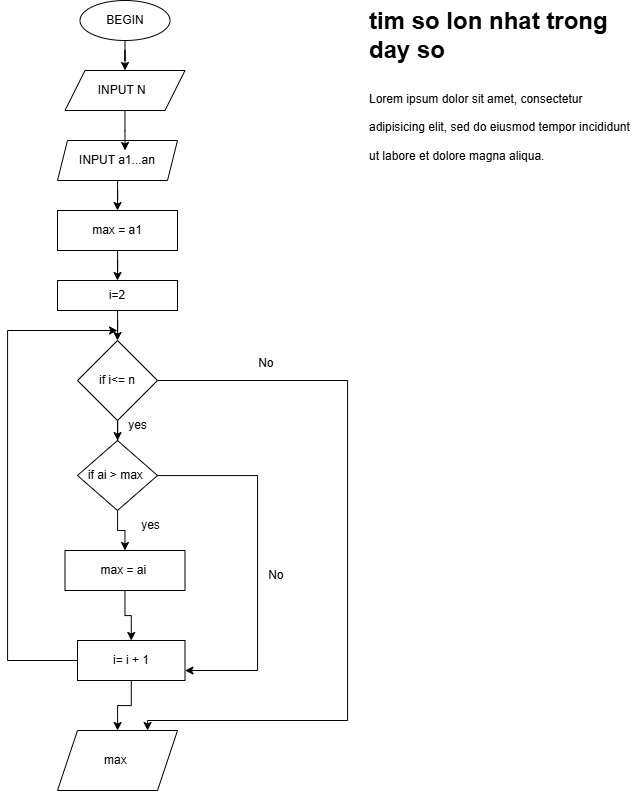 BEGIN
INPUT N
INPUT a1...an
max = a1
i=2
if i<= n
No
yes
if ai > max
yes
max = ai
No
i= i + 1
max
tim so lon nhat trong
day so
Lorem ipsum dolor sit amet, consectetur
adipisicing elit, sed do eiusmod tempor incididunt
ut labore et dolore magna aliqua.